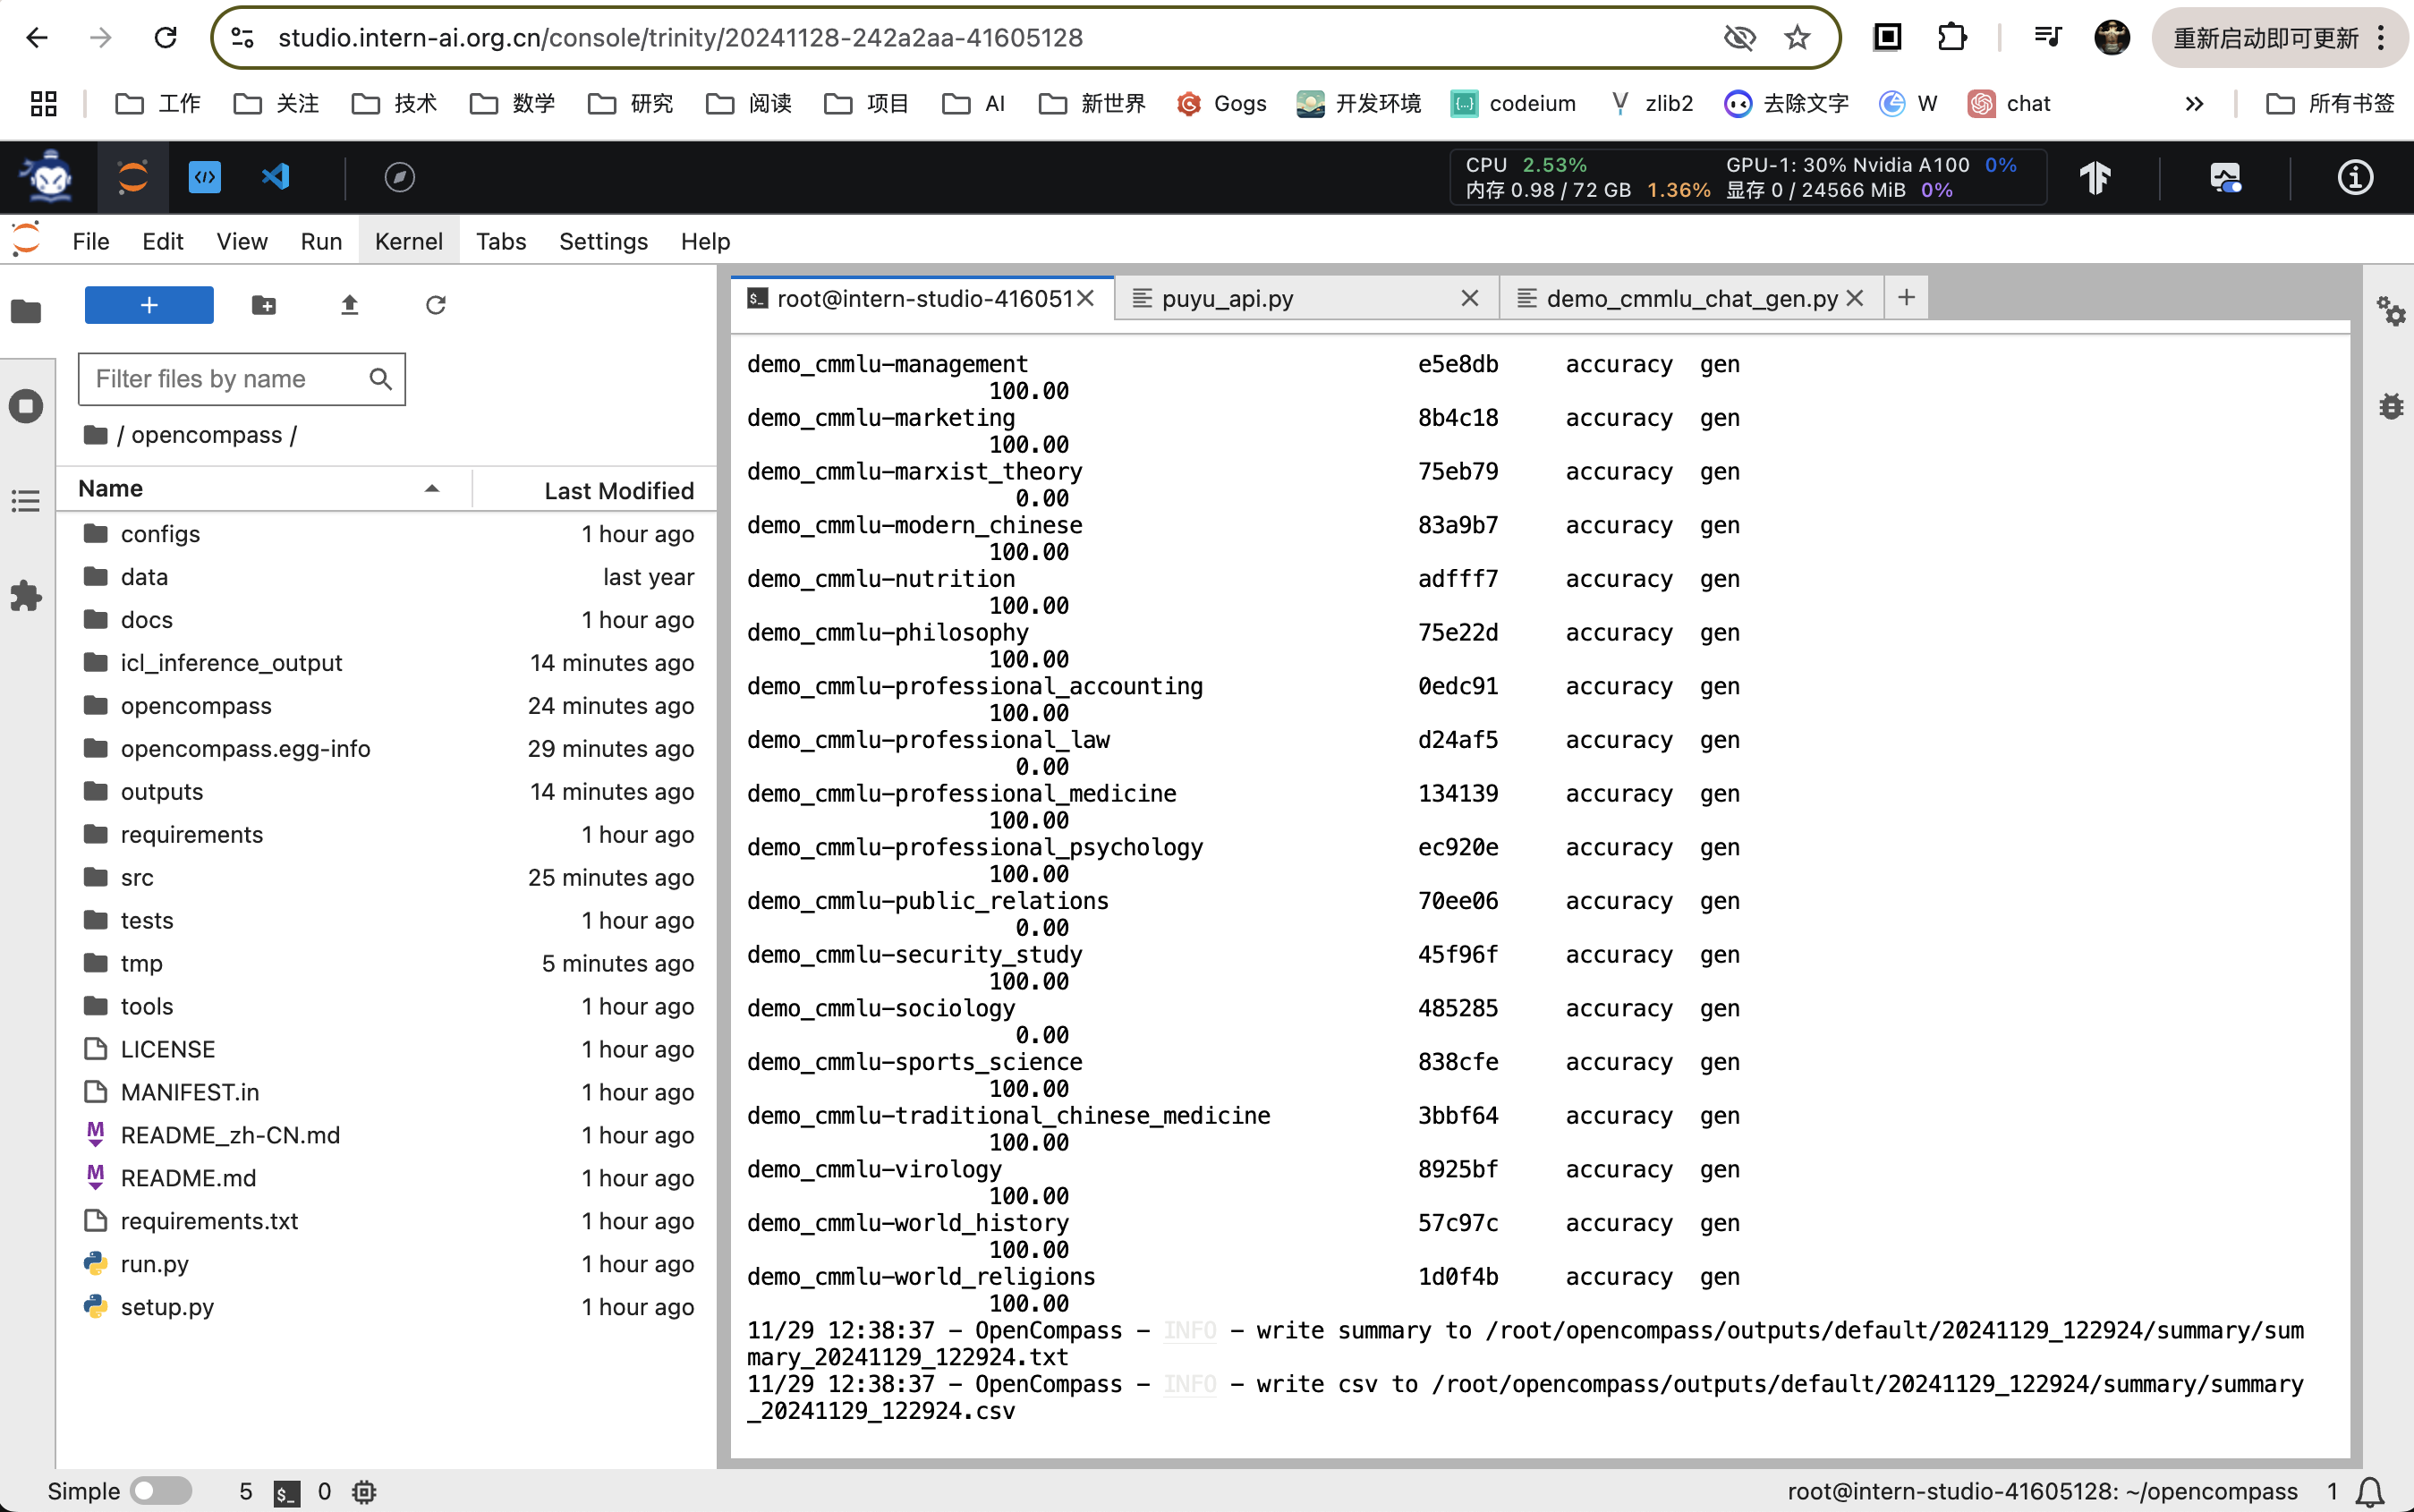 studio.intern-ai.org.cn/console/trinity/20241128-242a2aa-41605128
重新启动即可更新
工作 关注 技术 数学 研究 阅读 项目 AI 新世界 Gogs 开发环境 codeium zlib2 去除文字 W chat 所有书签
CPU 2.53% GPU-1: 30% Nvidia A100 0%
内存 0.98 / 72 GB 1.36% 显存 0 / 24566 MiB 0%
File Edit View Run Kernel Tabs Settings Help
root@intern-studio-416051 puyu_api.py demo_cmmlu_chat_gen.py
Filter files by name
/ opencompass /
Name Last Modified
configs 1 hour ago
data last year
docs 1 hour ago
icl_inference_output 14 minutes ago
opencompass 24 minutes ago
opencompass.egg-info 29 minutes ago
outputs 14 minutes ago
requirements 1 hour ago
src 25 minutes ago
tests 1 hour ago
tmp 5 minutes ago
tools 1 hour ago
LICENSE 1 hour ago
MANIFEST.in 1 hour ago
README_zh-CN.md 1 hour ago
README.md 1 hour ago
requirements.txt 1 hour ago
run.py 1 hour ago
setup.py 1 hour ago
demo_cmmlu-management e5e8db accuracy gen
100.00
demo_cmmlu-marketing 8b4c18 accuracy gen
100.00
demo_cmmlu-marxist_theory 75eb79 accuracy gen
0.00
demo_cmmlu-modern_chinese 83a9b7 accuracy gen
100.00
demo_cmmlu-nutrition adfff7 accuracy gen
100.00
demo_cmmlu-philosophy 75e22d accuracy gen
100.00
demo_cmmlu-professional_accounting 0edc91 accuracy gen
100.00
demo_cmmlu-professional_law d24af5 accuracy gen
0.00
demo_cmmlu-professional_medicine 134139 accuracy gen
100.00
demo_cmmlu-professional_psychology ec920e accuracy gen
100.00
demo_cmmlu-public_relations 70ee06 accuracy gen
0.00
demo_cmmlu-security_study 45f96f accuracy gen
100.00
demo_cmmlu-sociology 485285 accuracy gen
0.00
demo_cmmlu-sports_science 838cfe accuracy gen
100.00
demo_cmmlu-traditional_chinese_medicine 3bbf64 accuracy gen
100.00
demo_cmmlu-virology 8925bf accuracy gen
100.00
demo_cmmlu-world_history 57c97c accuracy gen
100.00
demo_cmmlu-world_religions 1d0f4b accuracy gen
100.00
11/29 12:38:37 - OpenCompass - INFO - write summary to /root/opencompass/outputs/default/20241129_122924/summary/sum
mary_20241129_122924.txt
11/29 12:38:37 - OpenCompass - INFO - write csv to /root/opencompass/outputs/default/20241129_122924/summary/summary
_20241129_122924.csv
Simple 5 0 root@intern-studio-41605128: ~/opencompass 1